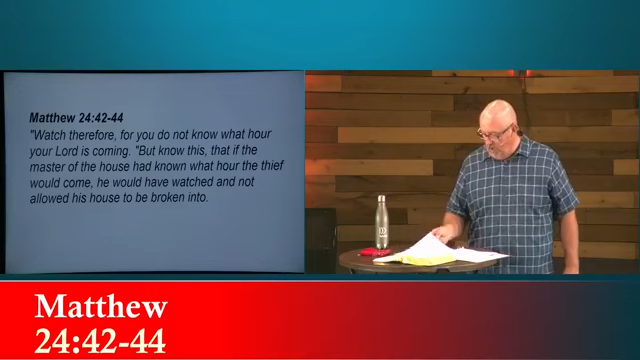 Matthew 24:42-44
"Watch therefore, for you do not know what hour
your Lord is coming. "But know this, that if the
master of the house had known what hour the thief
would come, he would have watched and not
allowed his house to be broken into.
Matthew
24:42-44